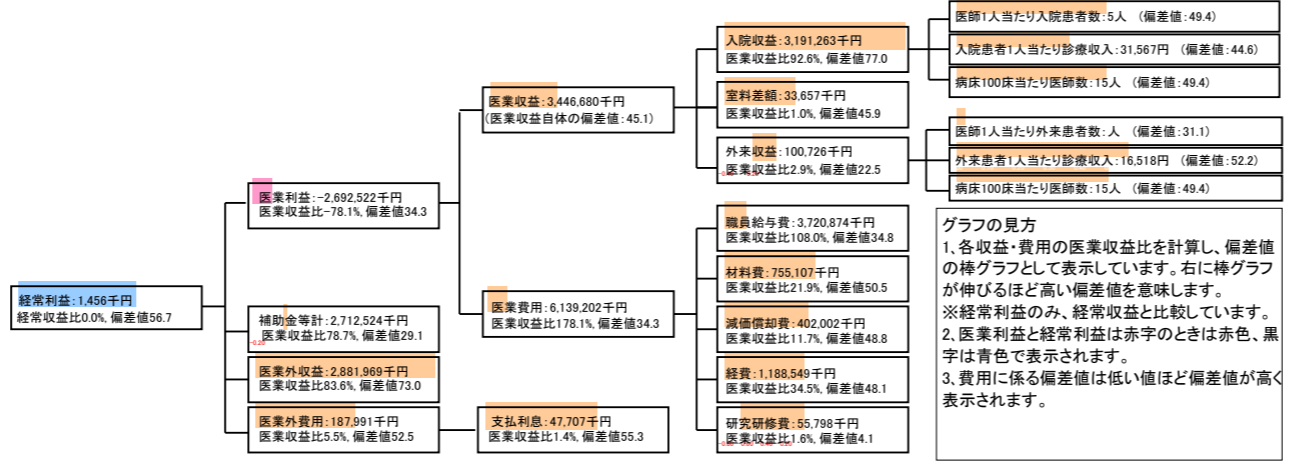 経常利益:1,456千円
経常収益比0.0%, 偏差値56.7
医業利益:-2,692,522千円
医業収益比-78.1%, 偏差値34.3
補助金等計:2,712,524千円
医業収益比78.7%, 偏差値29.1
-0.20
医業外収益:2,881,969千円
医業収益比83.6%, 偏差値73.0
医業外費用:187,991千円
医業収益比5.5%, 偏差値52.5
医業収益:3,446,680千円
(医業収益自体の偏差値:45.1)
医業費用:6,139,202千円
医業収益比178.1%, 偏差値34.3
支払利息:47,707千円
医業収益比1.4%, 偏差値55.3
入院収益:3,191,263千円
医業収益比92.6%, 偏差値77.0
室料差額:33,657千円
医業収益比1.0%, 偏差値45.9
外来収益:100,726千円
医業収益比2.9%, 偏差値22.5
職員給与費:3,720,874千円
医業収益比108.0%, 偏差値34.8
材料費:755,107千円
医業収益比21.9%, 偏差値50.5
減価償却費:402,002千円
医業収益比11.7%, 偏差値48.8
経費:1,188,549千円
医業収益比34.5%, 偏差値48.1
研究研修費:55,798千円
医業収益比1.6%, 偏差値4.1
医師1人当たり入院患者数:5人 (偏差値:49.4)
入院患者1人当たり診療収入:31,567円 (偏差値:44.6)
病床100床当たり医師数:15人 (偏差値:49.4)
医師1人当たり外来患者数:人 (偏差値:31.1)
外来患者1人当たり診療収入:16,518円 (偏差値:52.2)
病床100床当たり医師数:15人 (偏差値:49.4)
グラフの見方
1、各収益・費用の医業収益比を計算し、偏差値
の棒グラフとして表示しています。右に棒グラフ
が伸びるほど高い偏差値を意味します。
※経常利益のみ、経常収益と比較しています。
2、医業利益と経常利益は赤字のときは赤色、黒
字は青色で表示されます。
3、費用に係る偏差値は低い値ほど偏差値が高く
表示されます。